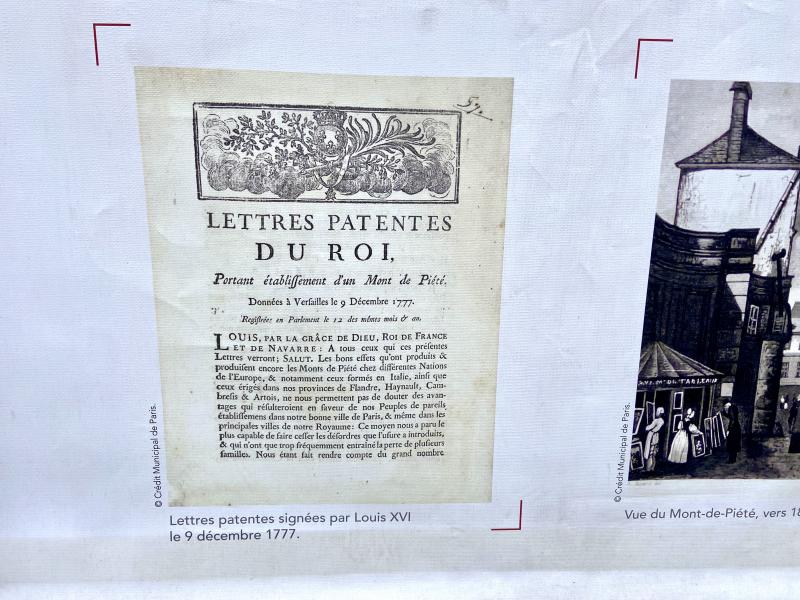 591.
LETTRES PATENTES
DU ROI,
Portant établiſſement d'un Mont de Piété.
Données à Verſailles le 9 Décembre 1777.
Regiſtrées en Parlement le 12 des mêmes mois & an.
LOUIS, PAR LA GRÂCE DE DIEU, ROI DE FRANCE
ET DE NAVARRE : A tous ceux qui ces préſentes
Lettres verront; SALUT. Les bons effets qu'ont produits &
produiſent encore les Monts de Piété chez différentes Nations
de l'Europe, & notamment ceux formés en Italie, ainſi que
ceux érigés dans nos provinces de Flandre, Haynault, Cam-
breſis & Artois, ne nous permettent pas de douter des avan-
tages qui réſulteroient en faveur de nos Peuples de pareils
établiſſemens dans notre bonne ville de Paris, & même dans les
principales villes de notre Royaume: Ce moyen nous a paru le
plus capable de faire ceſſer les déſordres que l'uſure a introduits,
& qui n'ont que trop fréquemment entraîné la perte de pluſieurs
familles. Nous étant fait rendre compte du grand nombre
© Crédit Municipal de Paris.
Lettres patentes signées par Louis XVI
le 9 décembre 1777.
DE TABLEAUX
© Crédit Municipal de Paris.
Vue du Mont-de-Piété, vers 18